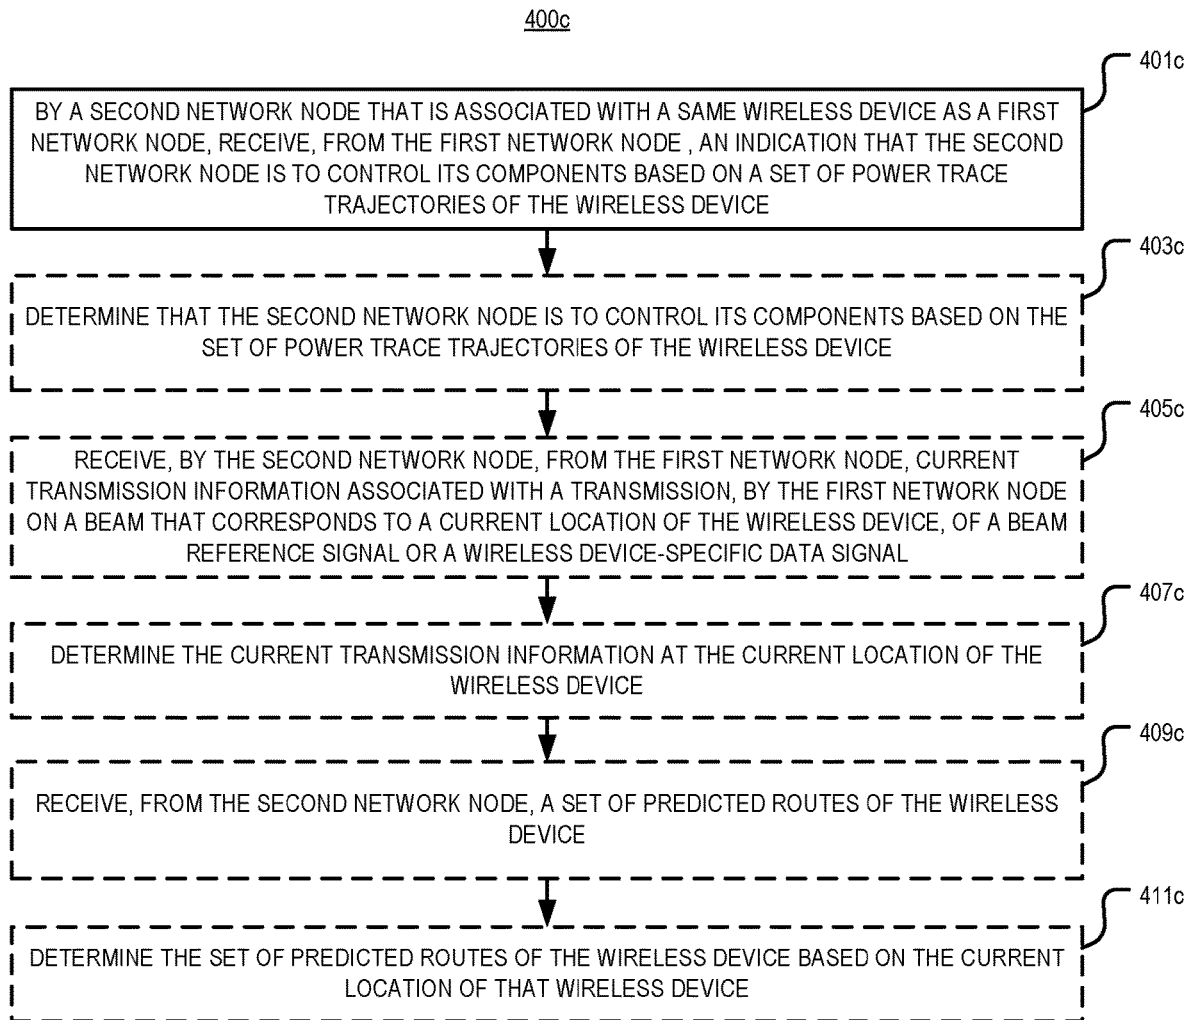 400c
401c
BY A SECOND NETWORK NODE THAT IS ASSOCIATED WITH A SAME WIRELESS DEVICE AS A FIRST
NETWORK NODE, RECEIVE, FROM THE FIRST NETWORK NODE , AN INDICATION THAT THE SECOND
NETWORK NODE IS TO CONTROL ITS COMPONENTS BASED ON A SET OF POWER TRACE
TRAJECTORIES OF THE WIRELESS DEVICE
403c
DETERMINE THAT THE SECOND NETWORK NODE IS TO CONTROL ITS COMPONENTS BASED ON THE
SET OF POWER TRACE TRAJECTORIES OF THE WIRELESS DEVICE
405c
RECEIVE, BY THE SECOND NETWORK NODE, FROM THE FIRST NETWORK NODE, CURRENT
TRANSMISSION INFORMATION ASSOCIATED WITH A TRANSMISSION, BY THE FIRST NETWORK NODE
ON A BEAM THAT CORRESPONDS TO A CURRENT LOCATION OF THE WIRELESS DEVICE, OF A BEAM
REFERENCE SIGNAL OR A WIRELESS DEVICE-SPECIFIC DATA SIGNAL
407c
DETERMINE THE CURRENT TRANSMISSION INFORMATION AT THE CURRENT LOCATION OF THE
WIRELESS DEVICE
409c
RECEIVE, FROM THE SECOND NETWORK NODE, A SET OF PREDICTED ROUTES OF THE WIRELESS
DEVICE
411c
DETERMINE THE SET OF PREDICTED ROUTES OF THE WIRELESS DEVICE BASED ON THE CURRENT
LOCATION OF THAT WIRELESS DEVICE